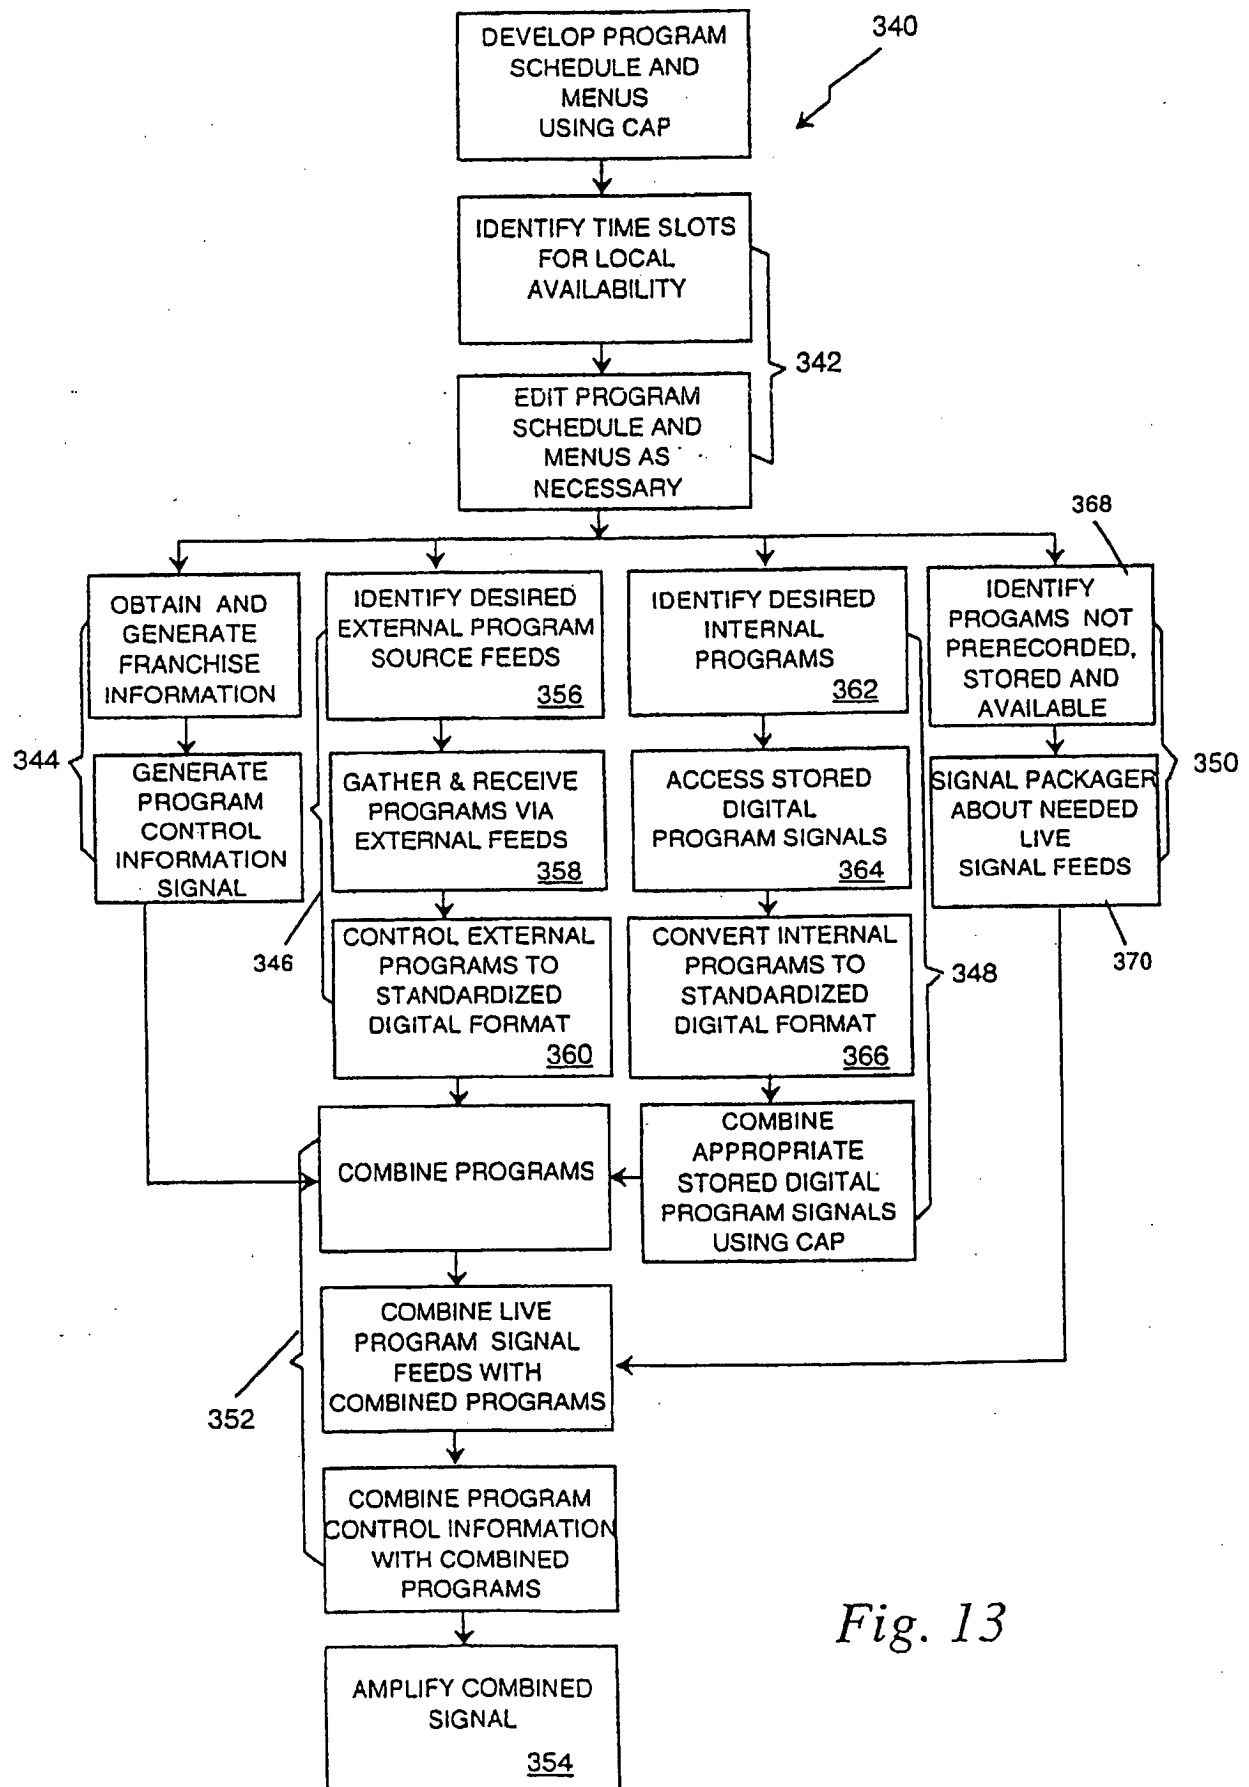 DEVELOP PROGRAM
SCHEDULE AND
MENUS
USING CAP
340
IDENTIFY TIME SLOTS
FOR LOCAL
AVAILABILITY
342
EDIT PROGRAM
SCHEDULE AND
MENUS AS
NECESSARY
344
OBTAIN AND
GENERATE
FRANCHISE
INFORMATION
GENERATE
PROGRAM
CONTROL
INFORMATION
SIGNAL
346
IDENTIFY DESIRED
EXTERNAL PROGRAM
SOURCE FEEDS
356
GATHER & RECEIVE
PROGRAMS VIA
EXTERNAL FEEDS
358
CONTROL EXTERNAL
PROGRAMS TO
STANDARDIZED
DIGITAL FORMAT
360
IDENTIFY DESIRED
INTERNAL
PROGRAMS
362
ACCESS STORED
DIGITAL
PROGRAM SIGNALS
364
CONVERT INTERNAL
PROGRAMS TO
STANDARDIZED
DIGITAL FORMAT
366
348
COMBINE
APPROPRIATE
STORED DIGITAL
PROGRAM SIGNALS
USING CAP
368
IDENTIFY
PROGAMS NOT
PRERECORDED,
STORED AND
AVAILABLE
350
SIGNAL PACKAGER
ABOUT NEEDED
LIVE
SIGNAL FEEDS
370
COMBINE PROGRAMS
352
COMBINE LIVE
PROGRAM SIGNAL
FEEDS WITH
COMBINED PROGRAMS
COMBINE PROGRAM
CONTROL INFORMATION
WITH COMBINED
PROGRAMS
AMPLIFY COMBINED
SIGNAL
354
Fig. 13